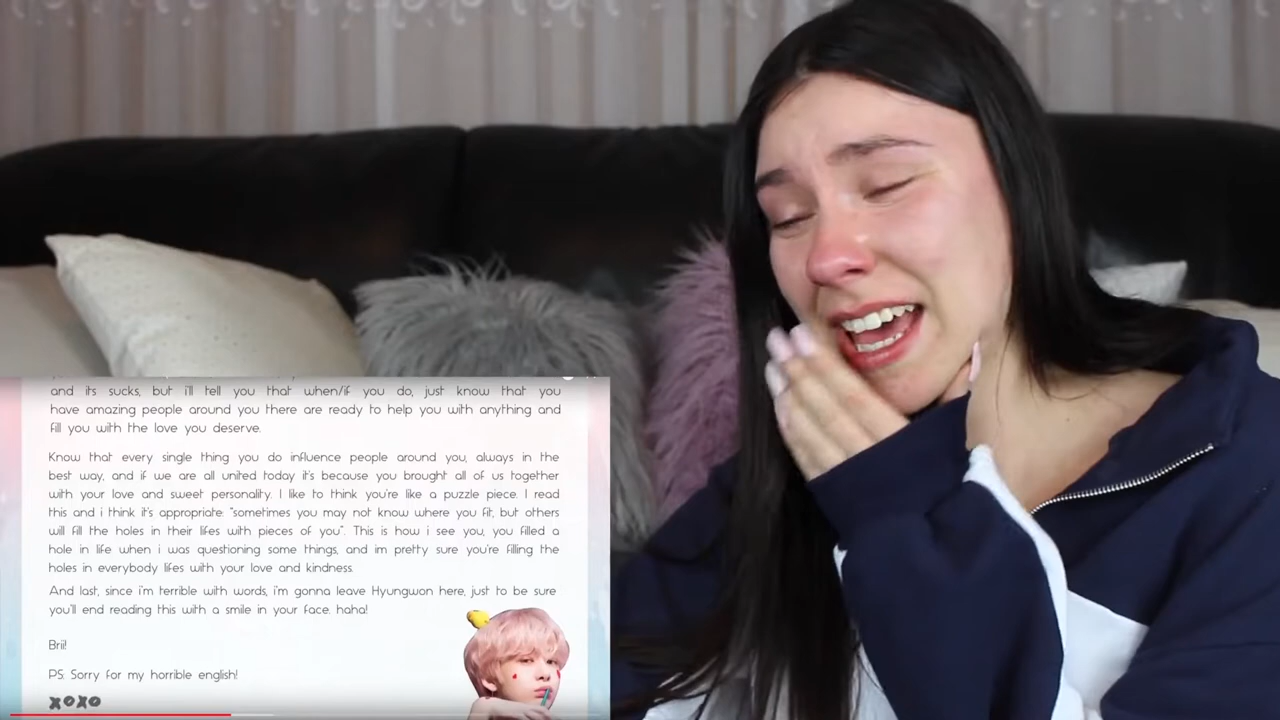 and its sucks, but i'll tell you that when/if you do, just know that you
have amazing people around you there are ready to help you with anything and
fill you with the love you deserve.
Know that every single thing you do influence people around you, always in the
best way, and if we are all united today it's because you brought all of us together
with your love and sweet personality. I like to think you're like a puzzle piece. I read
this and i think it's appropriate: "sometimes you may not know where you fit, but others
will fill the holes in their lifes with pieces of you". This is how i see you, you filled a
hole in life when i was questioning some things, and im pretty sure you're filling the
holes in everybody lifes with your love and kindness.
And last, since i'm terrible with words, i'm gonna leave Hyungwon here, just to be sure
you'll end reading this with a smile in your face. haha!
Brii!
PS. Sorry for my horrible english!
xoxo